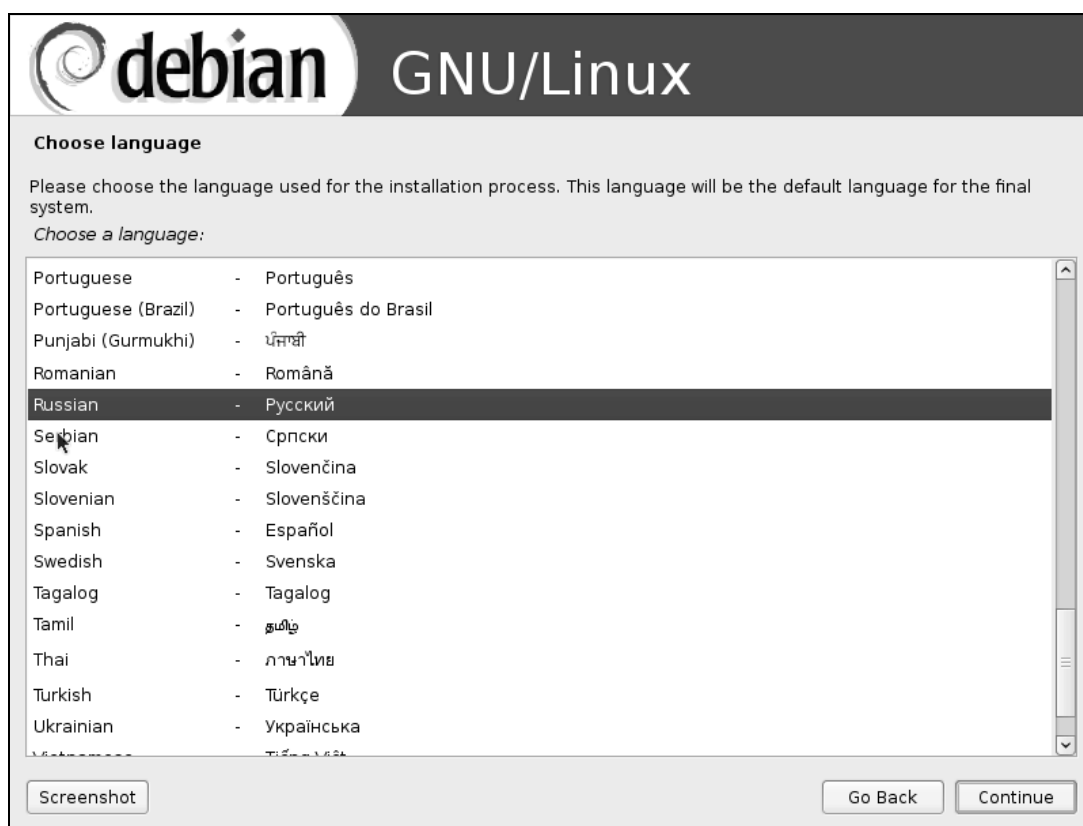 debian GNU/Linux
Choose language
Please choose the language used for the installation process. This language will be the default language for the final
system.
Choose a language:
Portuguese - Português
Portuguese (Brazil) - Português do Brasil
Punjabi (Gurmukhi) - ਪੰਜਾਬੀ
Romanian - Română
Russian - Русский
Serbian - Српски
Slovak - Slovenčina
Slovenian - Slovenščina
Spanish - Español
Swedish - Svenska
Tagalog - Tagalog
Tamil - தமிழ்
Thai - ภาษาไทย
Turkish - Türkçe
Ukrainian - Українська
Vietnamese - Tiếng Việt
Screenshot Go Back Continue